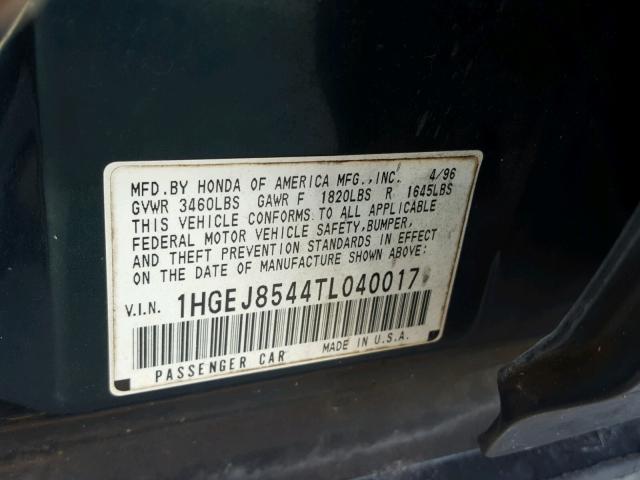 MFD.BY HONDA OF AMERICA MFG.,INC. 4/96
GVWR 3460LBS GAWR F 1820LBS R 1645LBS
THIS VEHICLE CONFORMS TO ALL APPLICABLE
FEDERAL MOTOR VEHICLE SAFETY,BUMPER,
AND THEFT PREVENTION STANDARDS IN EFFECT
ON THE DATE OF MANUFACTURE SHOWN ABOVE:
V.I.N. 1HGEJ8544TL040017
PASSENGER CAR MADE IN U.S.A.